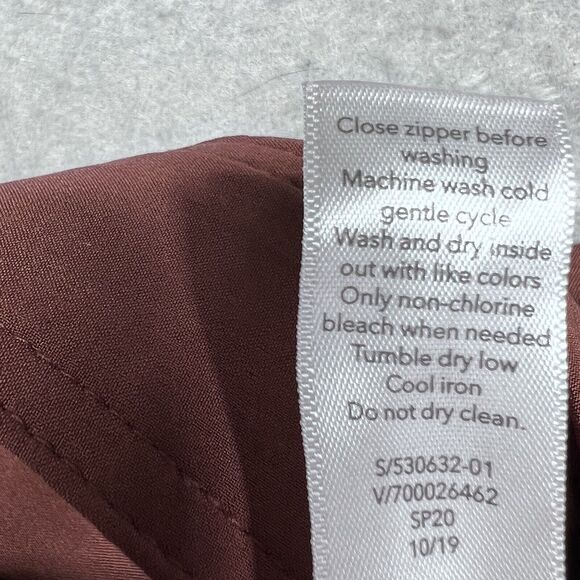 Close zipper before
washing
Machine wash cold
gentle cycle
Wash and dry inside
out with like colors
Only non-chlorine
bleach when needed
Tumble dry low
Cool iron
Do not dry clean.
S/530632-01
V/700026462
SP20
10/19